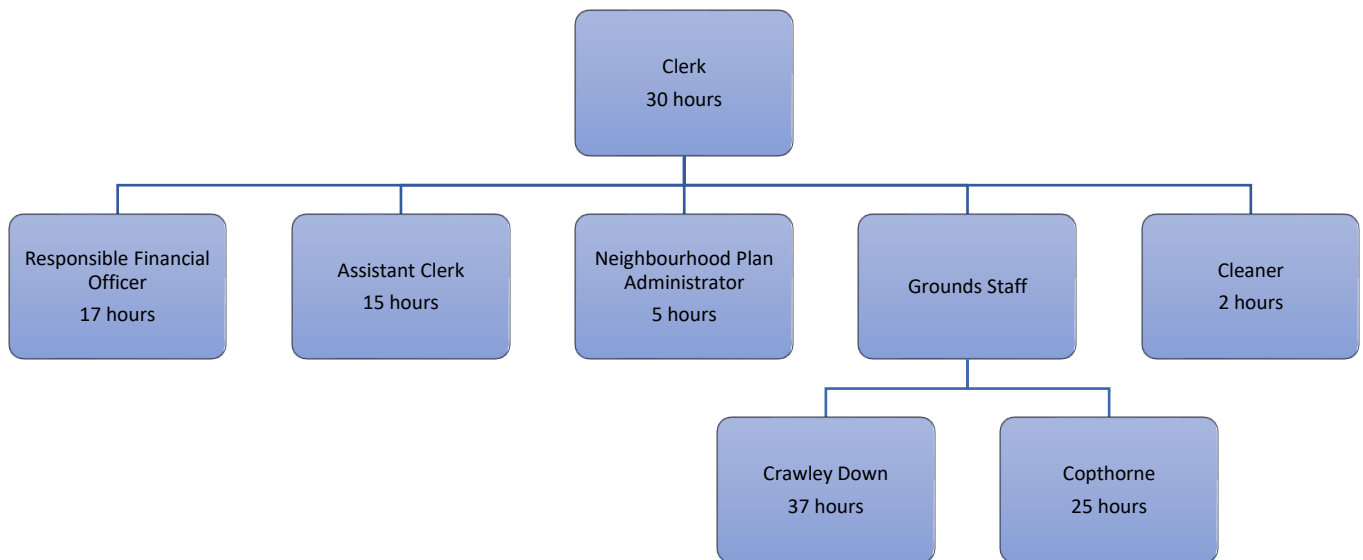 Clerk
30 hours
Responsible Financial
Officer
17 hours
Assistant Clerk
15 hours
Neighbourhood Plan
Administrator
5 hours
Grounds Staff
Cleaner
2 hours
Crawley Down
37 hours
Copthorne
25 hours